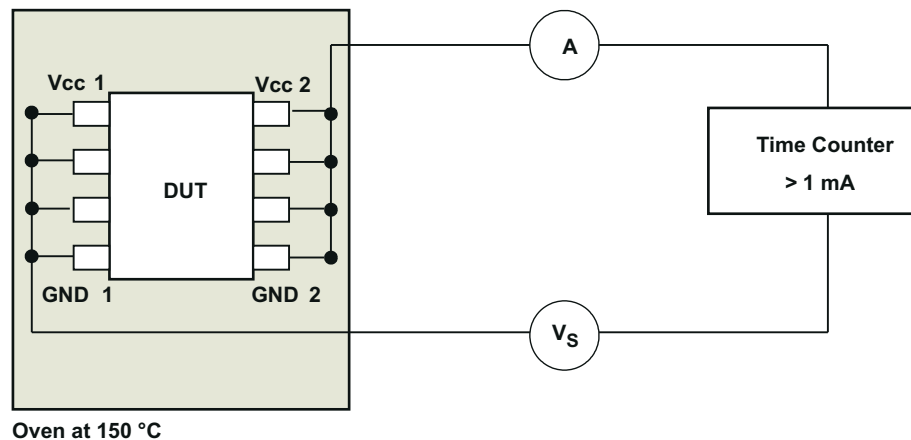 A
Vcc 1
Vcc 2
DUT
Time Counter
> 1 mA
GND 1
GND 2
VS
Oven at 150 °C